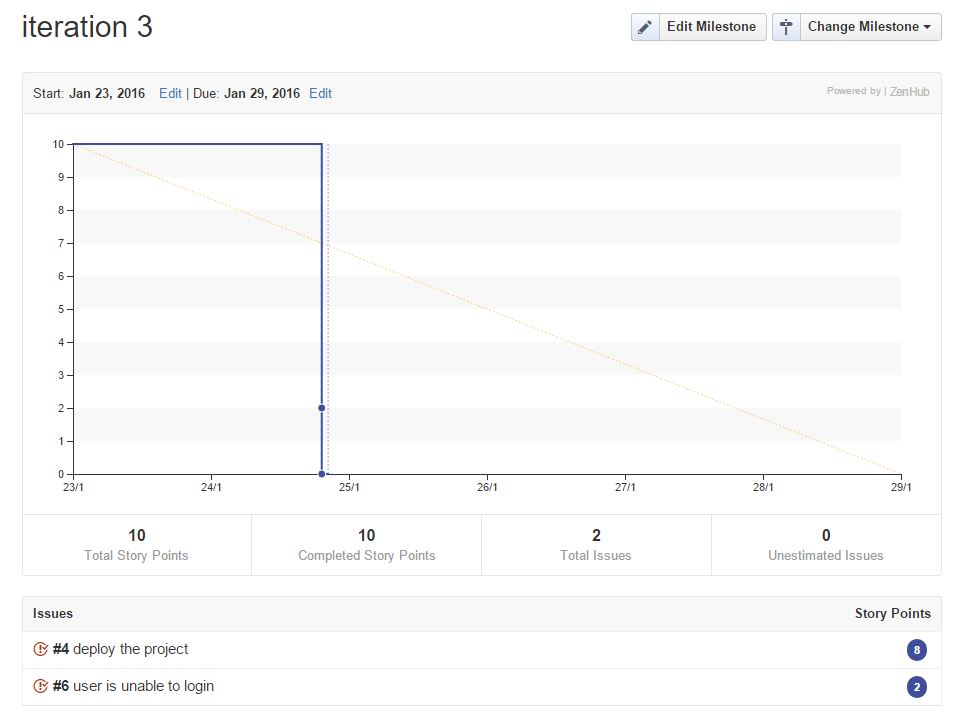 iteration 3
Edit Milestone
Change Milestone
Start: Jan 23, 2016 Edit | Due: Jan 29, 2016 Edit
Powered by | ZenHub
10
9
8
7
6
5
4
3
2
1
0
23/1 24/1 25/1 26/1 27/1 28/1 29/1
10 10 2 0
Total Story Points Completed Story Points Total Issues Unestimated Issues
Issues Story Points
#4 deploy the project 8
#6 user is unable to login 2